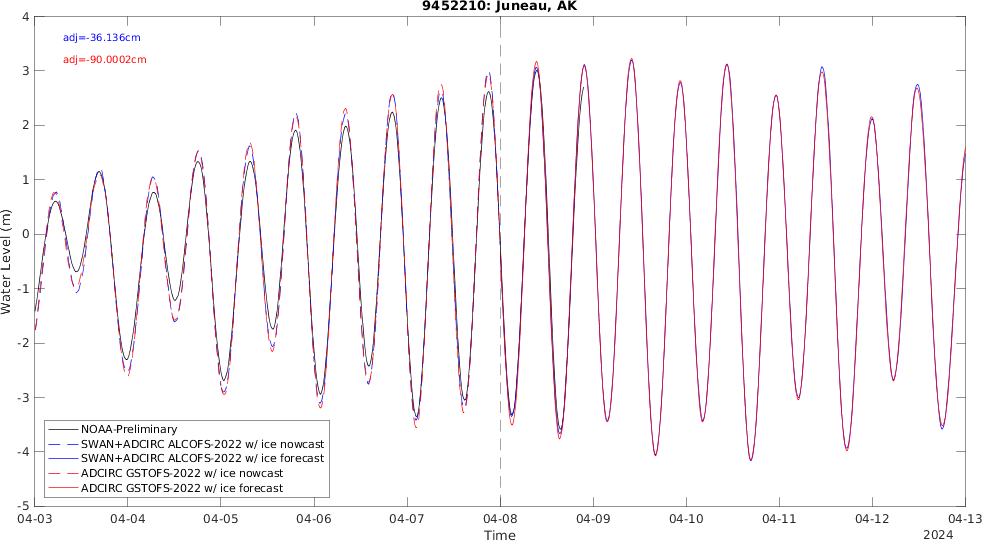 9452210: Juneau, AK
adj=-36.136cm
adj=-90.0002cm
Water Level (m)
4
3
2
1
0
-1
-2
-3
-4
-5
NOAA-Preliminary
SWAN+ADCIRC ALCOFS-2022 w/ ice nowcast
SWAN+ADCIRC ALCOFS-2022 w/ ice forecast
ADCIRC GSTOFS-2022 w/ ice nowcast
ADCIRC GSTOFS-2022 w/ ice forecast
04-03 04-04 04-05 04-06 04-07 04-08 04-09 04-10 04-11 04-12 04-13
Time
2024